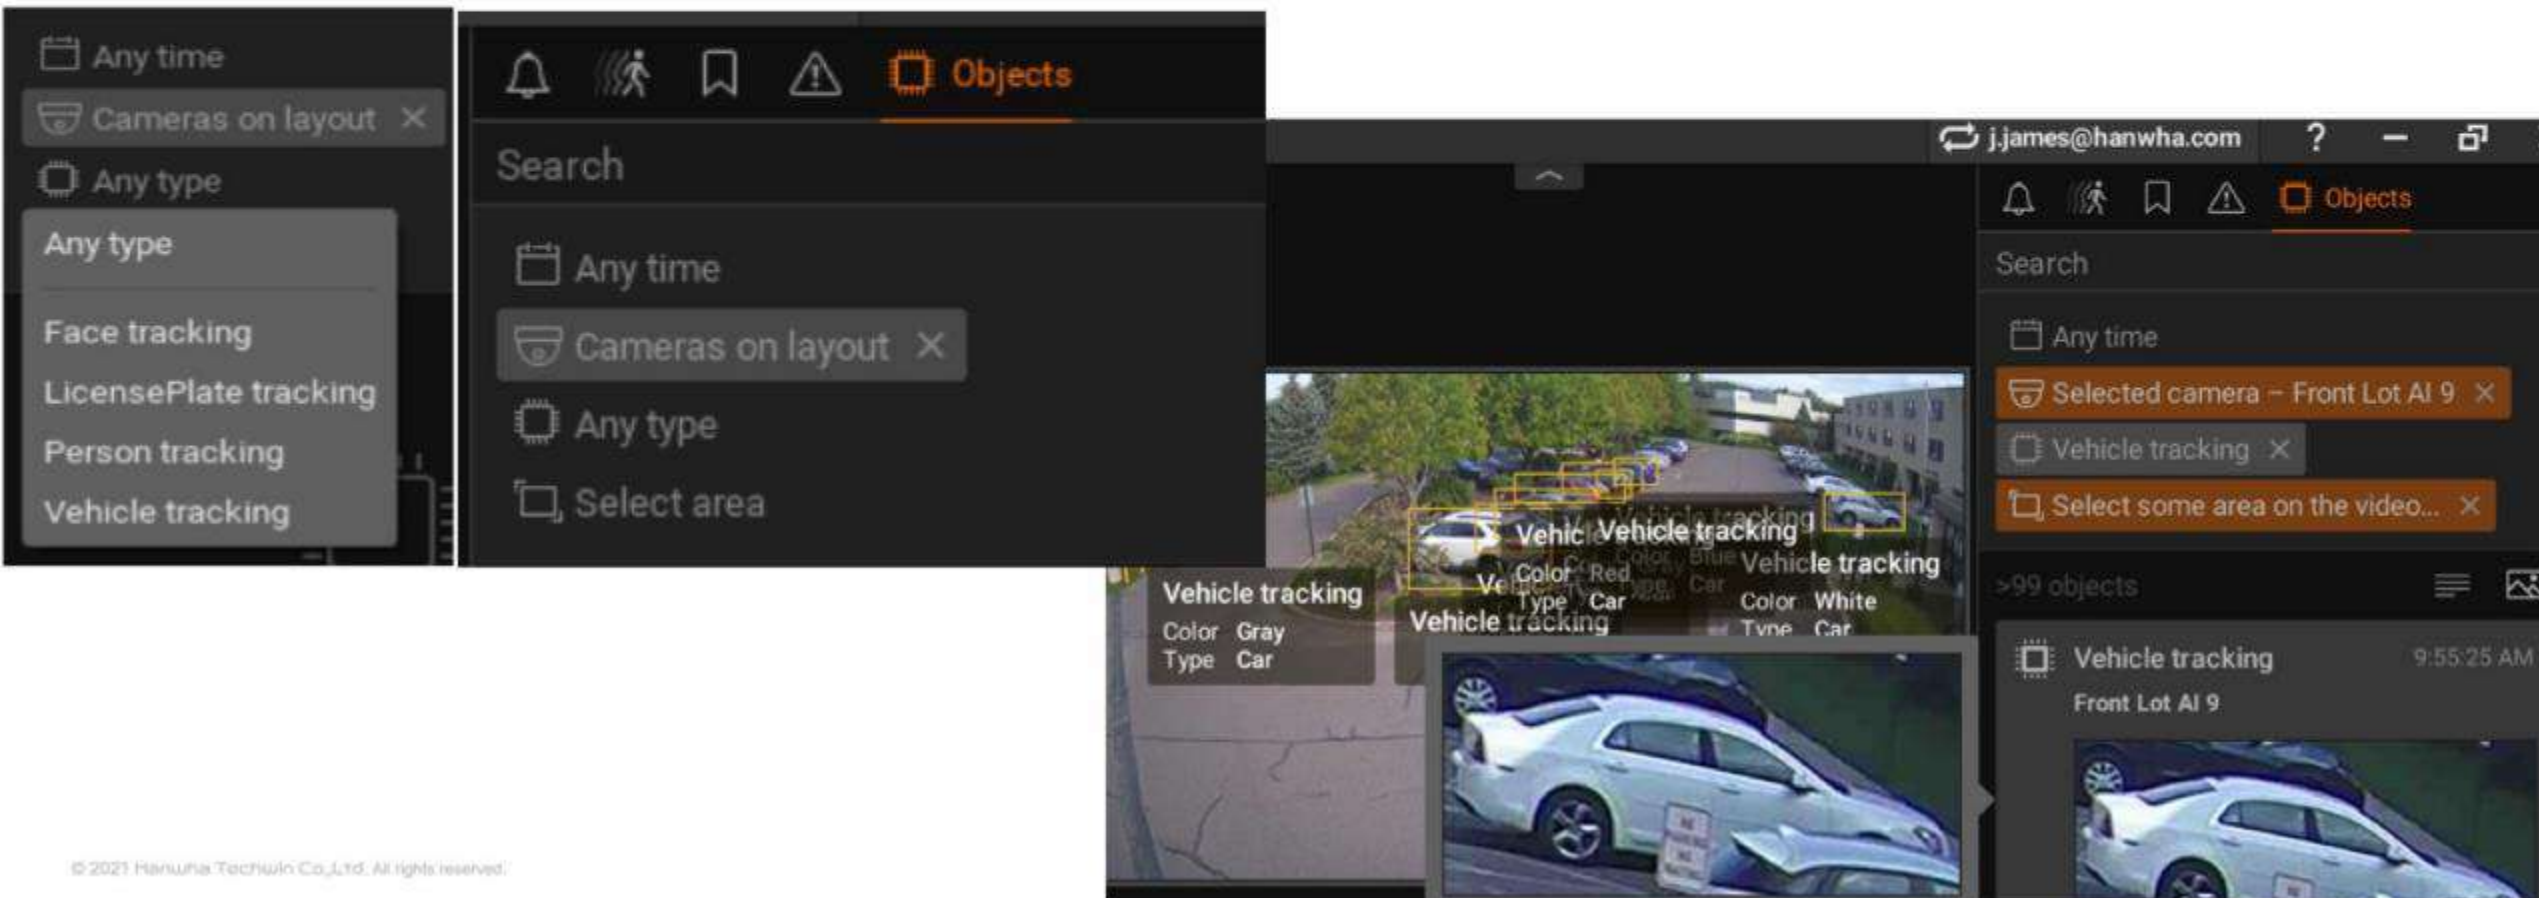 Any time
Cameras on layout
Any type
Any type
Face tracking
LicensePlate tracking
Person tracking
Vehicle tracking
Objects
Search
Any time
Cameras on layout
Any type
Select area
j.james@hanwha.com ?
Objects
Search
Any time
Selected camera – Front Lot AI 9
Vehicle tracking
Select some area on the video...
>99 objects
Vehicle tracking 9:55:25 AM
Front Lot AI 9
Vehicle tracking
Color Gray
Type Car
Vehicle tracking
Color Red
Type Car
Blue
Car
Vehicle tracking
Color White
Type Car
Vehicle tracking
© 2021 Hanwha Techwin Co.,Ltd. All rights reserved.